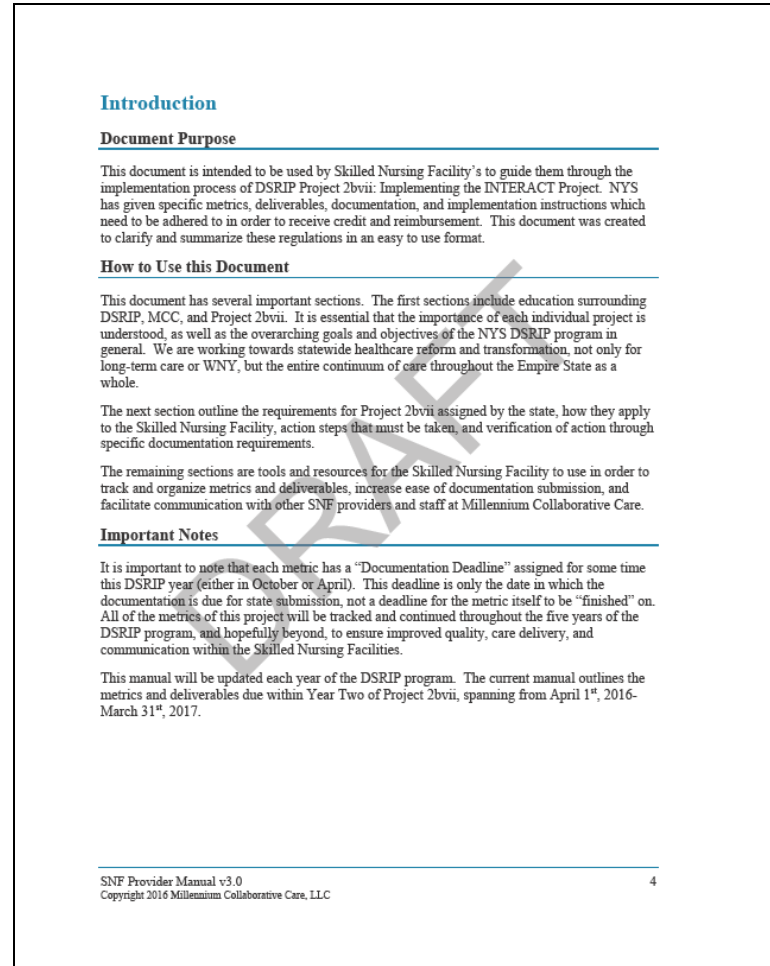 Introduction
Document Purpose
This document is intended to be used by Skilled Nursing Facility's to guide them through the
implementation process of DSRIP Project 2bvii: Implementing the INTERACT Project.  NYS
has given specific metrics, deliverables, documentation, and implementation instructions which
need to be adhered to in order to receive credit and reimbursement.  This document was created
to clarify and summarize these regulations in an easy to use format.
How to Use this Document
This document has several important sections.  The first sections include education surrounding
DSRIP, MCC, and Project 2bvii.  It is essential that the importance of each individual project is
understood, as well as the overarching goals and objectives of the NYS DSRIP program in
general.  We are working towards statewide healthcare reform and transformation, not only for
long-term care or WNY, but the entire continuum of care throughout the Empire State as a
whole.
The next section outline the requirements for Project 2bvii assigned by the state, how they apply
to the Skilled Nursing Facility, action steps that must be taken, and verification of action through
specific documentation requirements.
The remaining sections are tools and resources for the Skilled Nursing Facility to use in order to
track and organize metrics and deliverables, increase ease of documentation submission, and
facilitate communication with other SNF providers and staff at Millennium Collaborative Care.
Important Notes
It is important to note that each metric has a "Documentation Deadline" assigned for some time
this DSRIP year (either in October or April).  This deadline is only the date in which the
documentation is due for state submission, not a deadline for the metric itself to be "finished" on.
All of the metrics of this project will be tracked and continued throughout the five years of the
DSRIP program, and hopefully beyond, to ensure improved quality, care delivery, and
communication within the Skilled Nursing Facilities.
This manual will be updated each year of the DSRIP program.  The current manual outlines the
metrics and deliverables due within Year Two of Project 2bvii, spanning from April 1st, 2016-
March 31st, 2017.
DRAFT
SNF Provider Manual v3.0 4
Copyright 2016 Millennium Collaborative Care, LLC